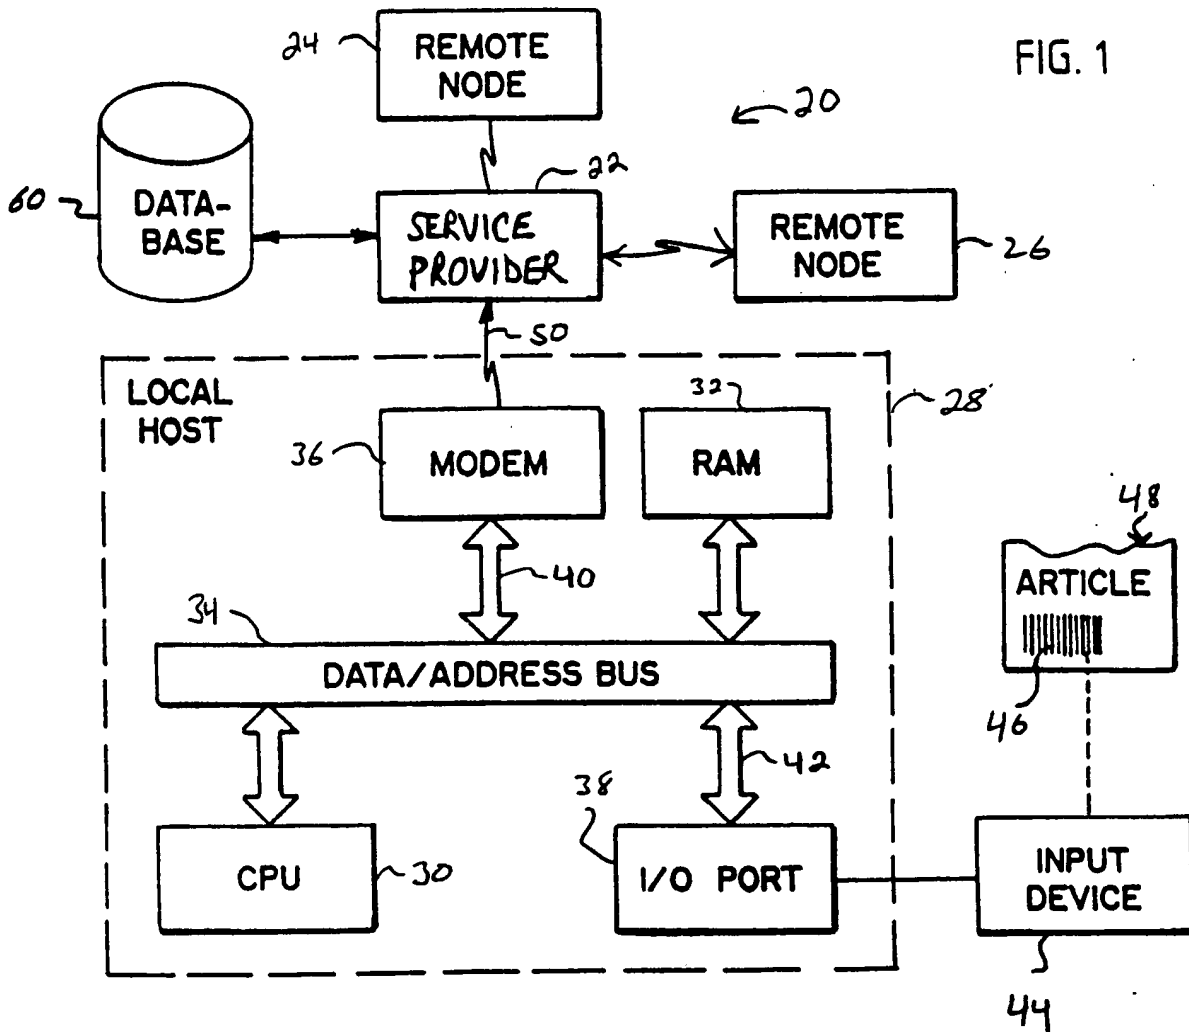 24
REMOTE
NODE
FIG. 1
20
60
DATA-
BASE
22
SERVICE
PROVIDER
REMOTE
NODE
26
50
LOCAL
HOST
28
36
MODEM
32
RAM
40
48
ARTICLE
46
34
DATA/ADDRESS BUS
42
38
CPU
30
I/O PORT
INPUT
DEVICE
44